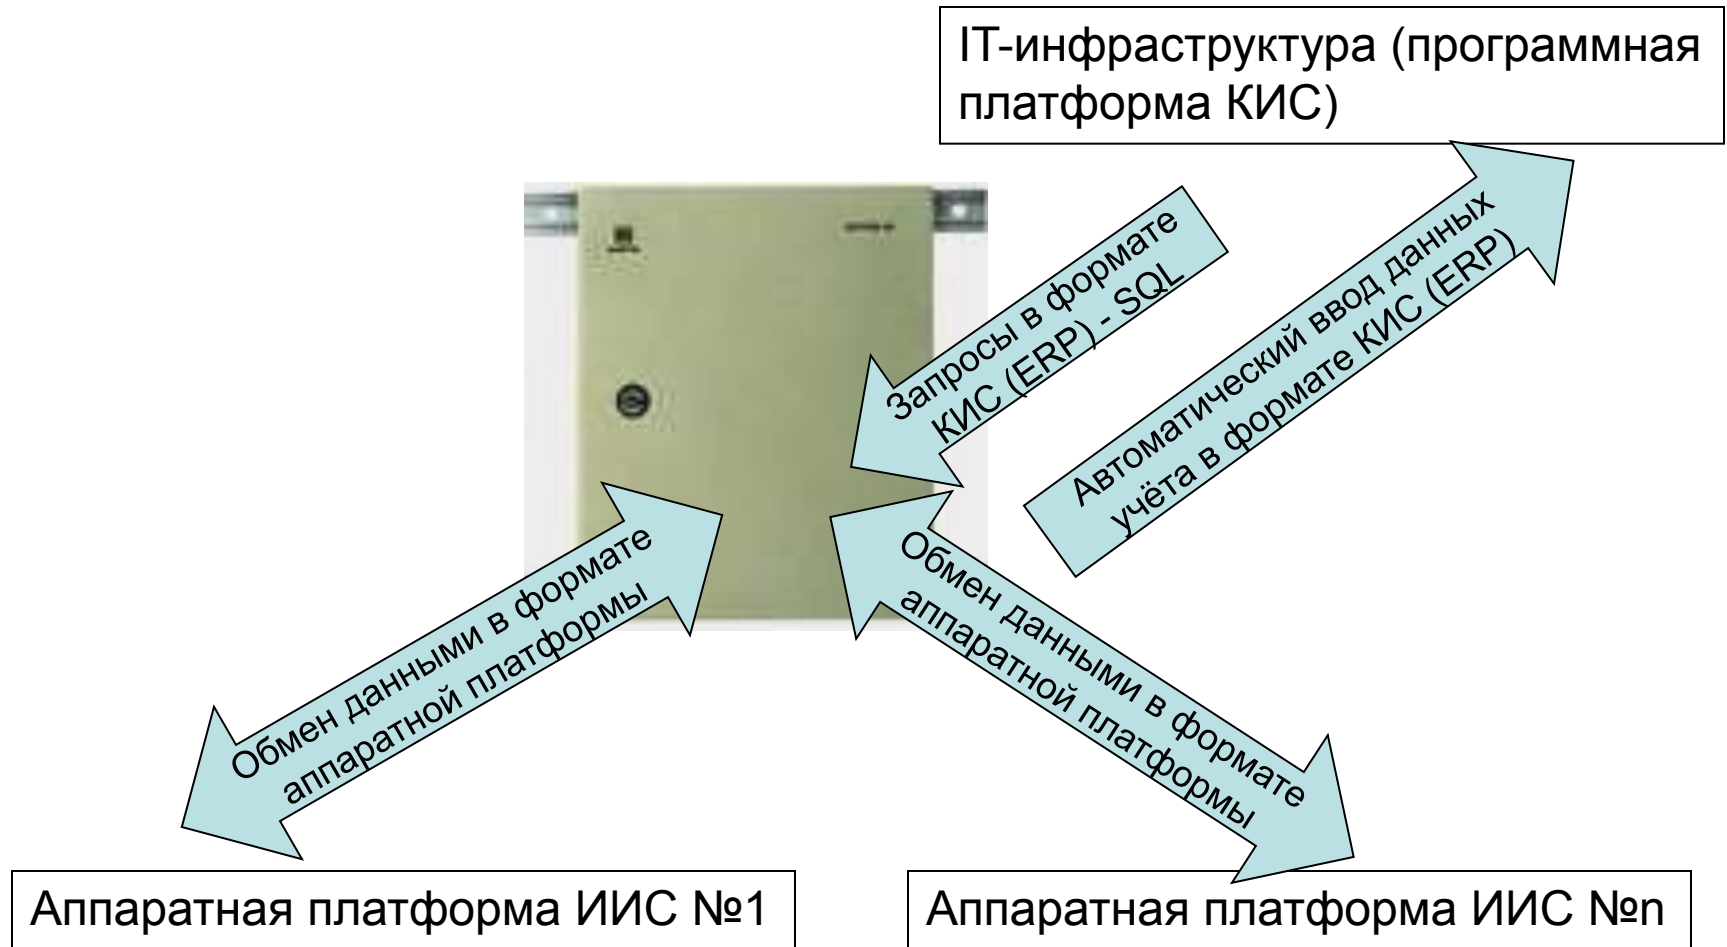 IT-инфраструктура (программная
платформа КИС)
Запросы в формате
КИС (ERP) - SQL
Автоматический ввод данных
учёта в формате КИС (ERP)
Обмен данными в формате
аппаратной платформы
Обмен данными в формате
аппаратной платформы
Аппаратная платформа ИИС №1
Аппаратная платформа ИИС №n